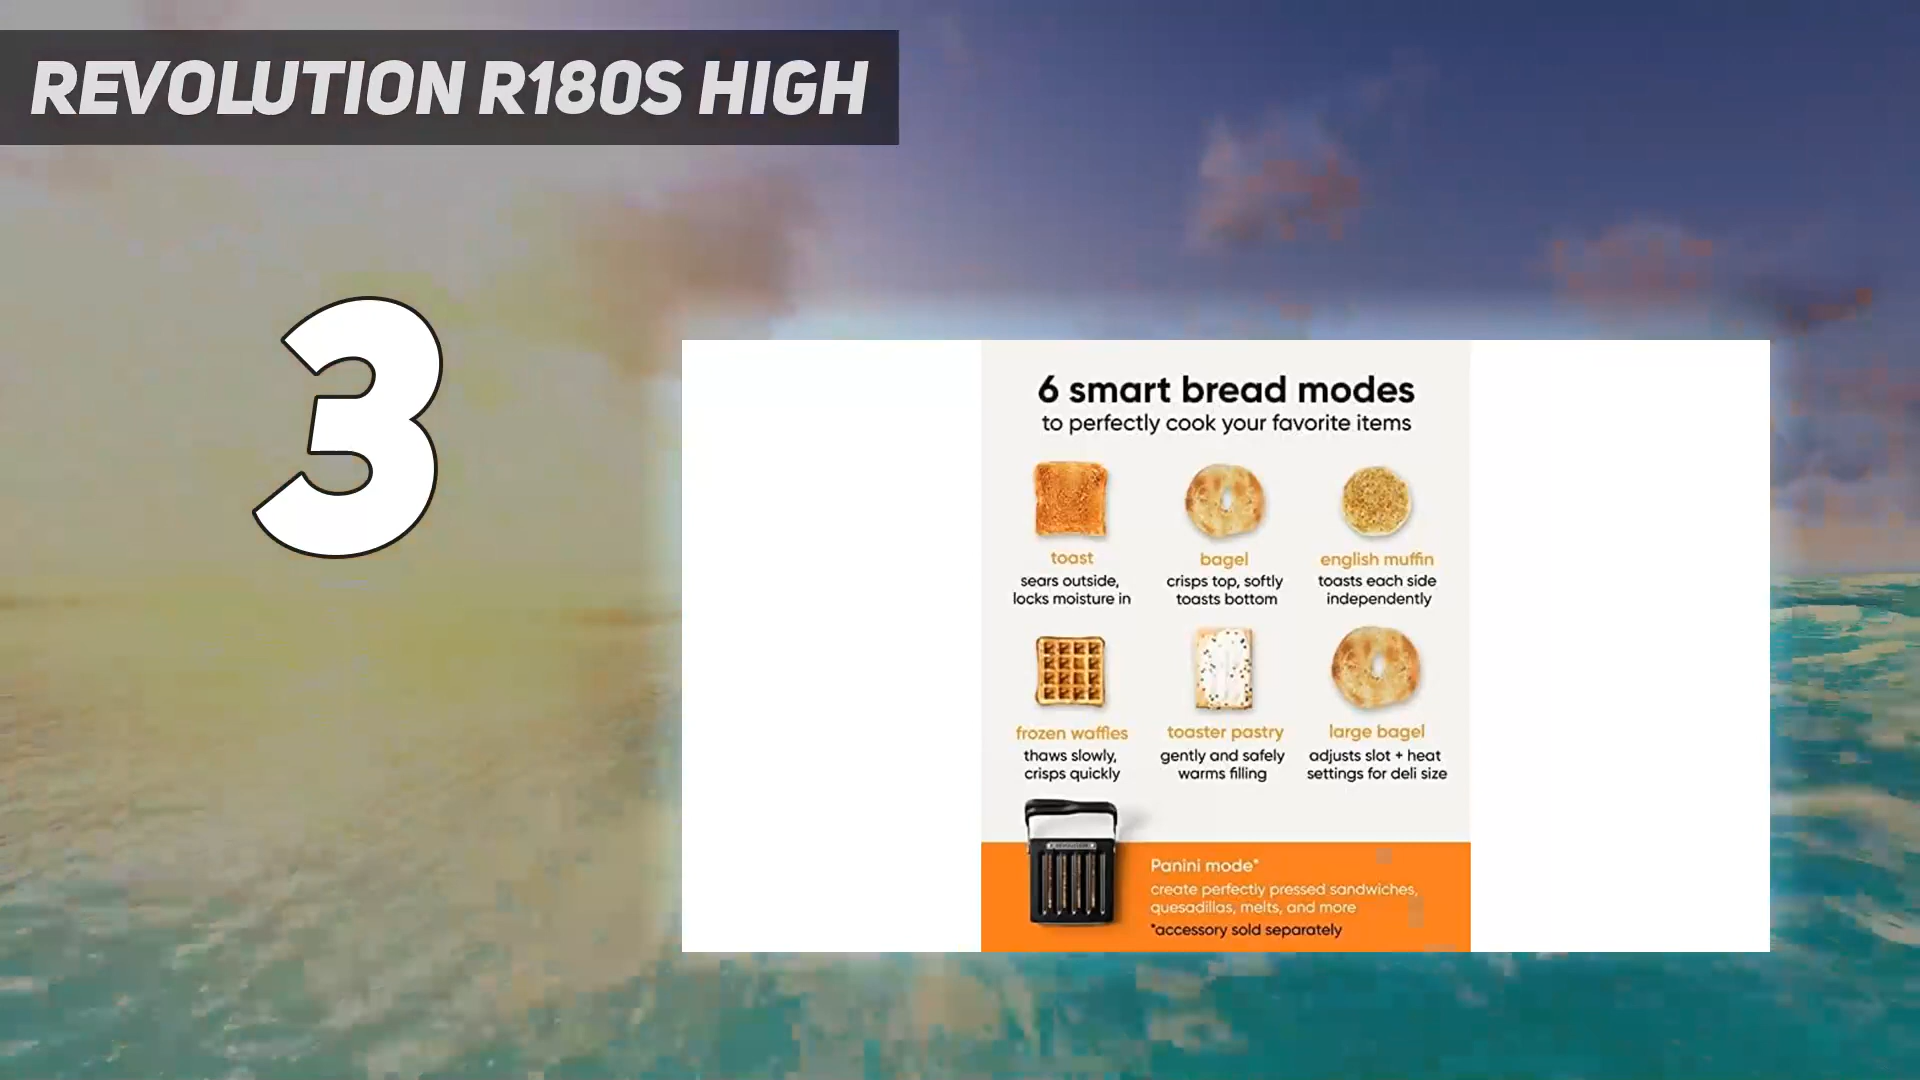 REVOLUTION R180S HIGH
3
6 smart bread modes
to perfectly cook your favorite items
toast
sears outside,
locks moisture in
bagel
crisps top, softly
toasts bottom
english muffin
toasts each side
independently
frozen waffles
thaws slowly,
crisps quickly
toaster pastry
gently and safely
warms filling
large bagel
adjusts slot + heat
settings for deli size
REVOLUTION
Panini mode*
create perfectly pressed sandwiches,
quesadillas, melts, and more
*accessory sold separately